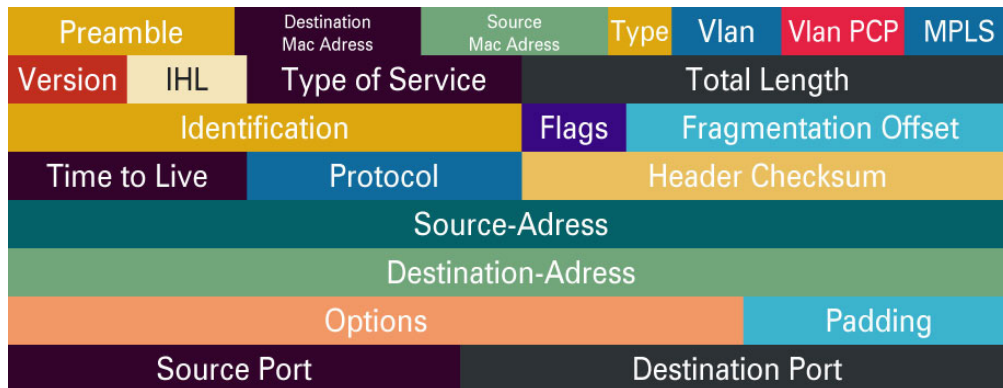 Preamble Destination Mac Adress Source Mac Adress Type Vlan Vlan PCP MPLS
Version IHL Type of Service Total Length
Identification Flags Fragmentation Offset
Time to Live Protocol Header Checksum
Source-Adress
Destination-Adress
Options Padding
Source Port Destination Port